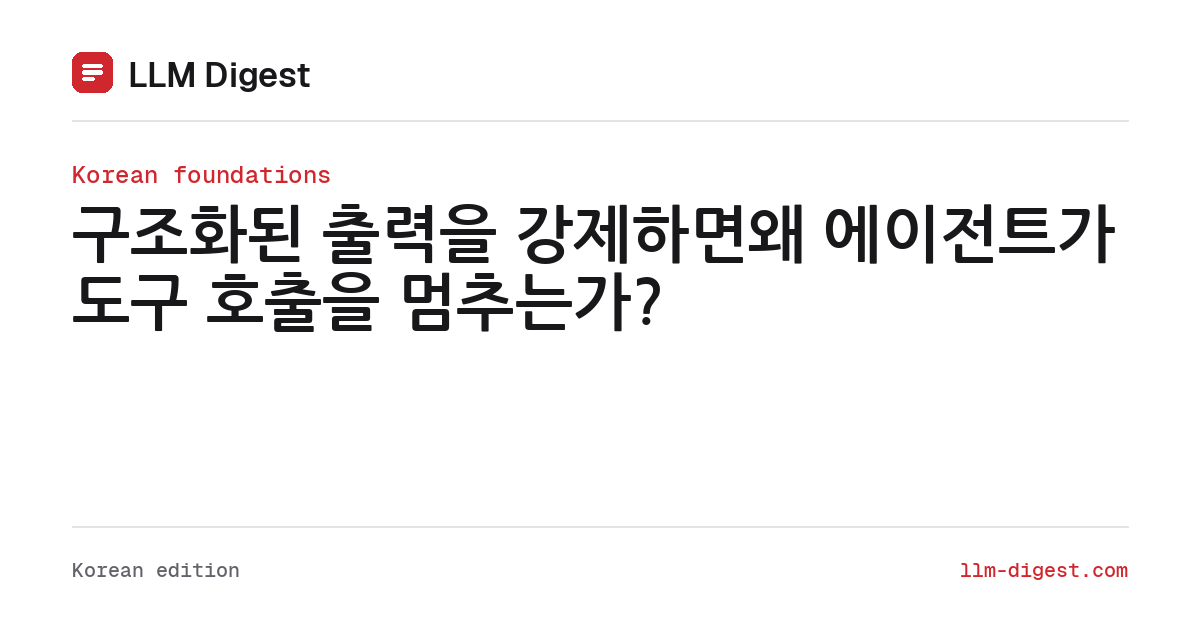 LLM Digest
Korean foundations
구조화된 출력을 강제하면왜 에이전트가
도구 호출을 멈추는가?
Korean edition
llm-digest.com